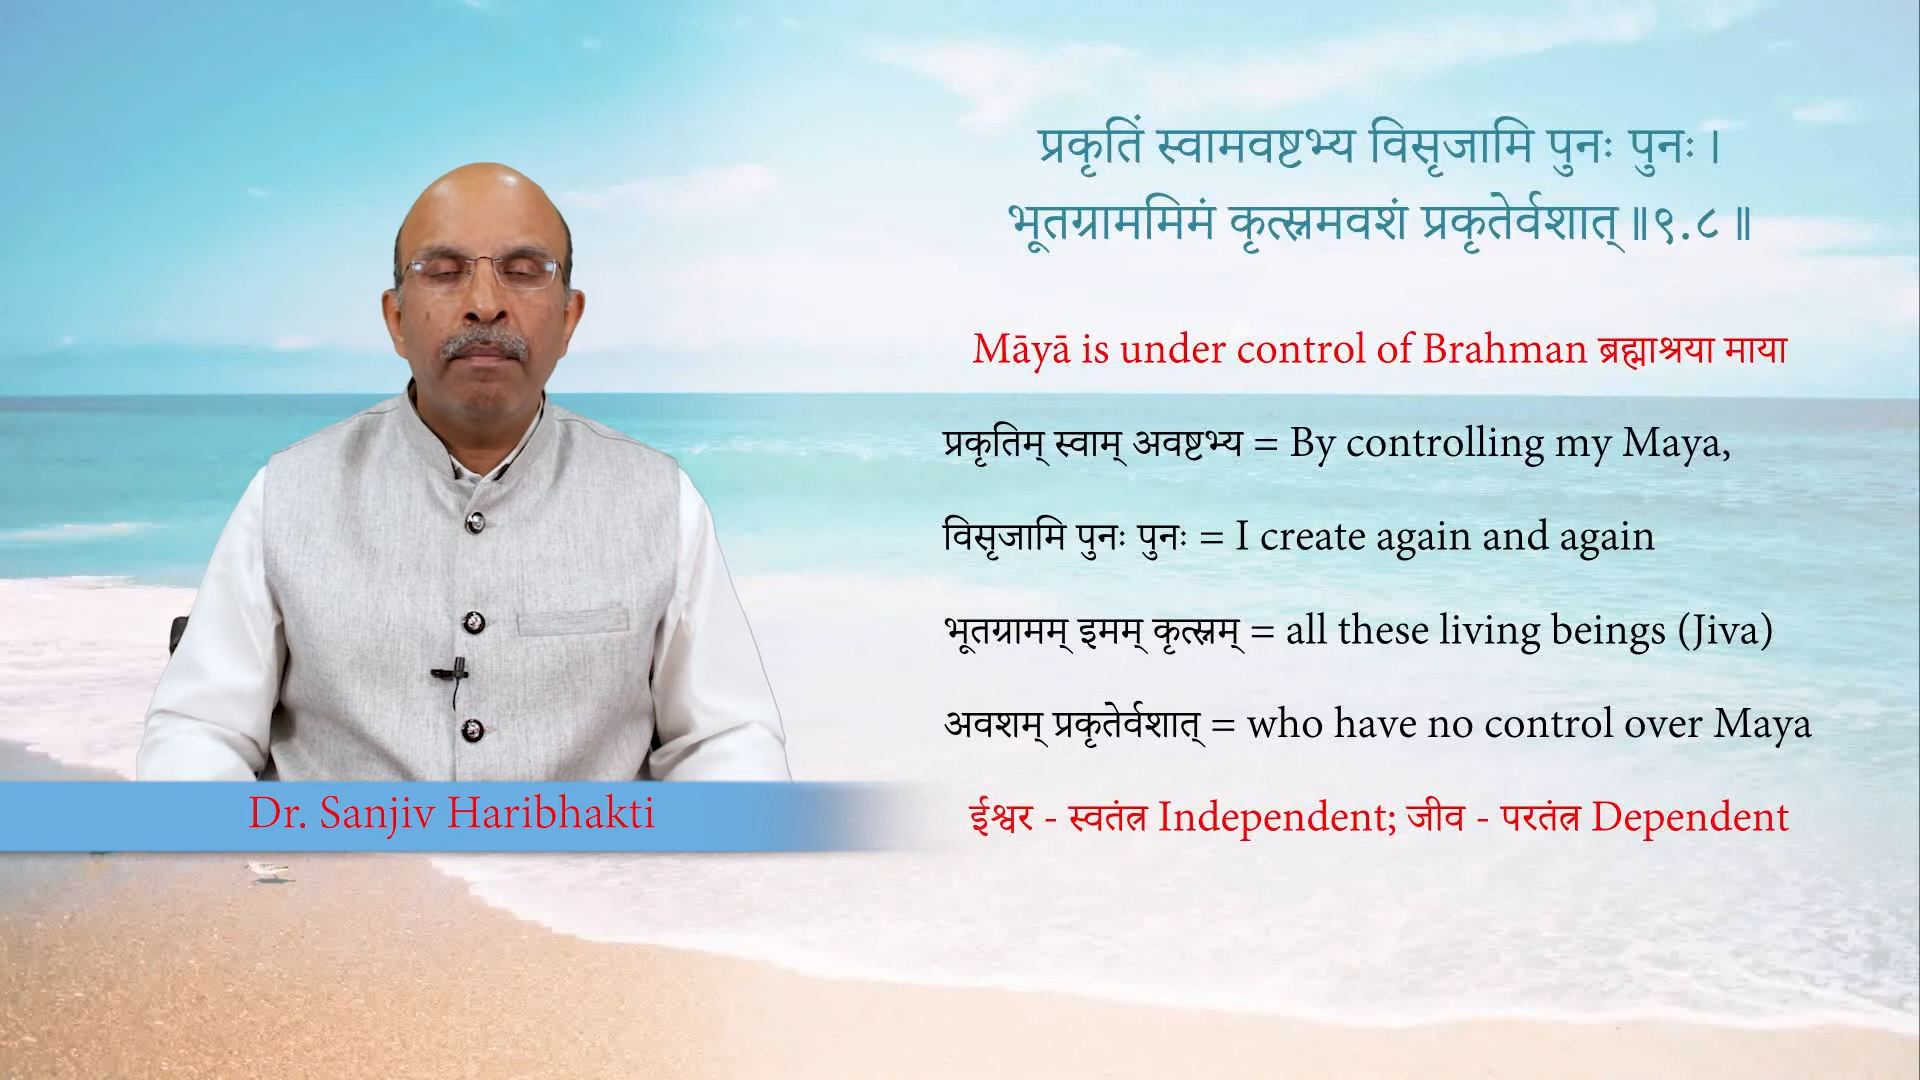 प्रकृतिं स्वामवष्टभ्य विसृजामि पुनः पुनः।
भूतग्राममिमं कृत्स्नमवशं प्रकृतेर्वशात्॥९.८॥
Māyā is under control of Brahman ब्रह्माश्रया माया
प्रकृतिम् स्वाम् अवष्टभ्य = By controlling my Maya,
विसृजामि पुनः पुनः = I create again and again
भूतग्रामम् इमम् कृत्स्नम् = all these living beings (Jiva)
अवशम् प्रकृतेर्वशात् = who have no control over Maya
ईश्वर - स्वतंत्र Independent; जीव - परतंत्र Dependent
Dr. Sanjiv Haribhakti